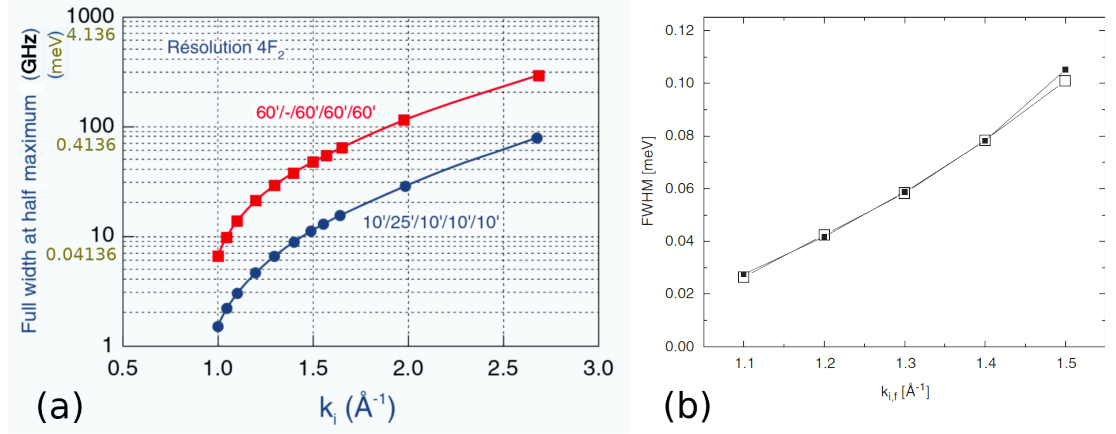 Full width at half maximum (GHz)
(meV)
1000
4.136
100
0.4136
10
0.04136
1
Résolution 4F2
60'/-/60'/60'/60'
10'/25'/10'/10'/10'
0.5 1.0 1.5 2.0 2.5 3.0
ki (Å-1)
(a)
FWHM [meV]
0.12
0.10
0.08
0.06
0.04
0.02
0.00
1.1 1.2 1.3 1.4 1.5
ki,f [Å-1]
(b)